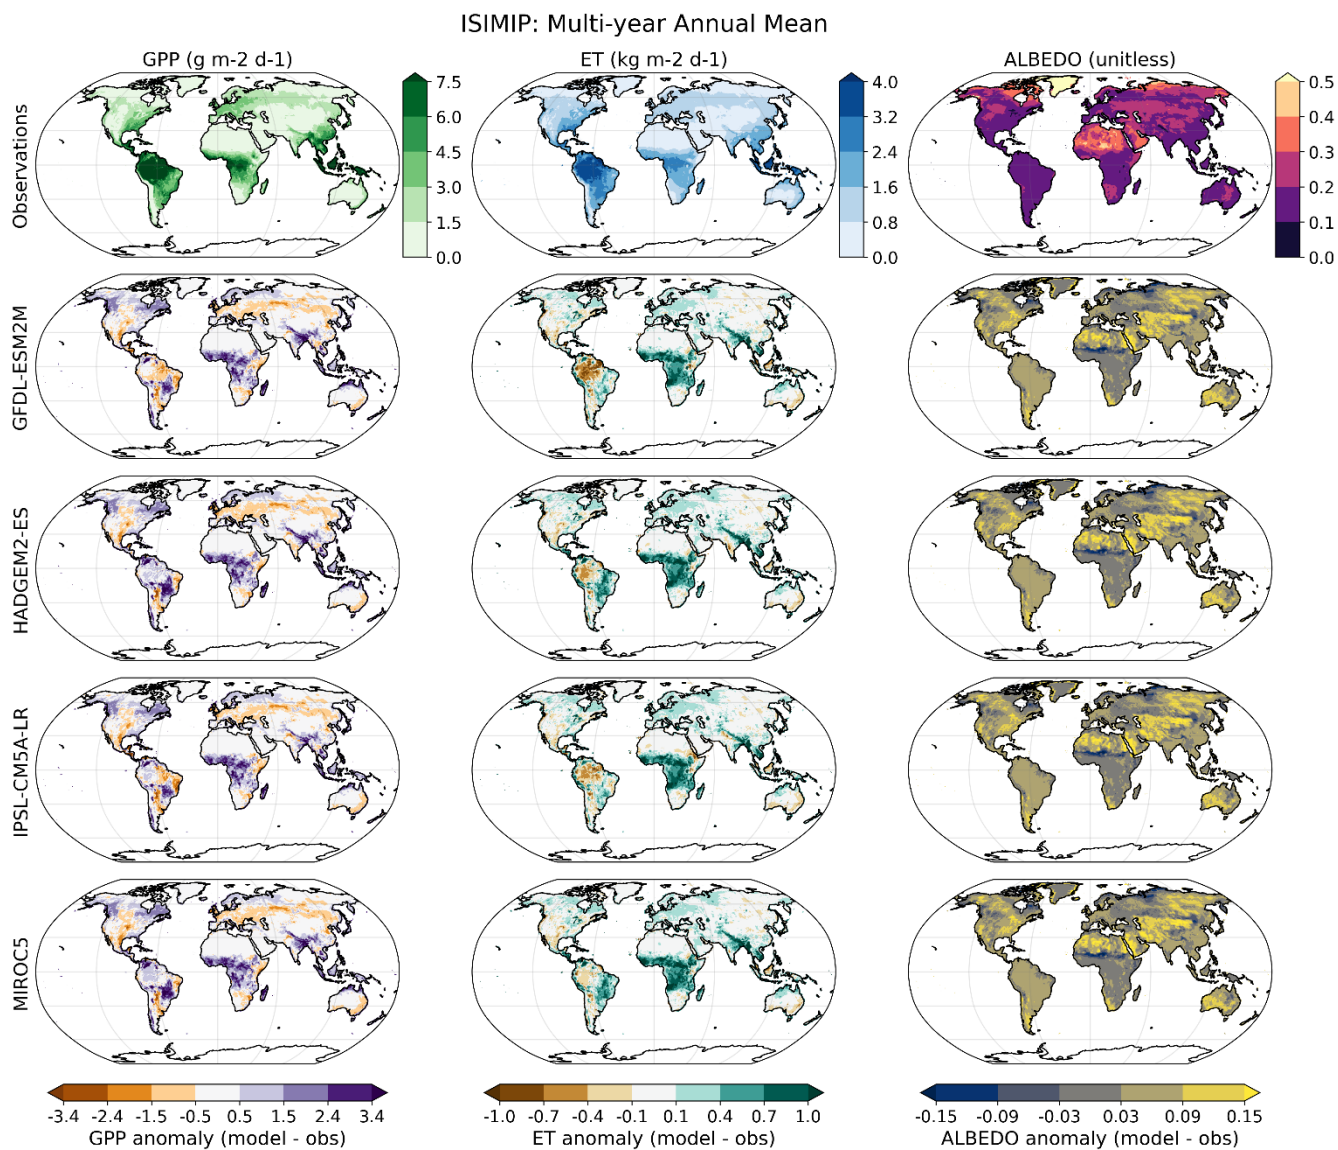 ISIMIP: Multi-year Annual Mean
GPP (g m-2 d-1)
ET (kg m-2 d-1)
ALBEDO (unitless)
Observations
7.5
6.0
4.5
3.0
1.5
0.0
4.0
3.2
2.4
1.6
0.8
0.0
0.5
0.4
0.3
0.2
0.1
0.0
GFDL-ESM2M
HADGEM2-ES
IPSL-CM5A-LR
MIROC5
-3.4 -2.4 -1.5 -0.5 0.5 1.5 2.4 3.4
GPP anomaly (model - obs)
-1.0 -0.7 -0.4 -0.1 0.1 0.4 0.7 1.0
ET anomaly (model - obs)
-0.15 -0.09 -0.03 0.03 0.09 0.15
ALBEDO anomaly (model - obs)